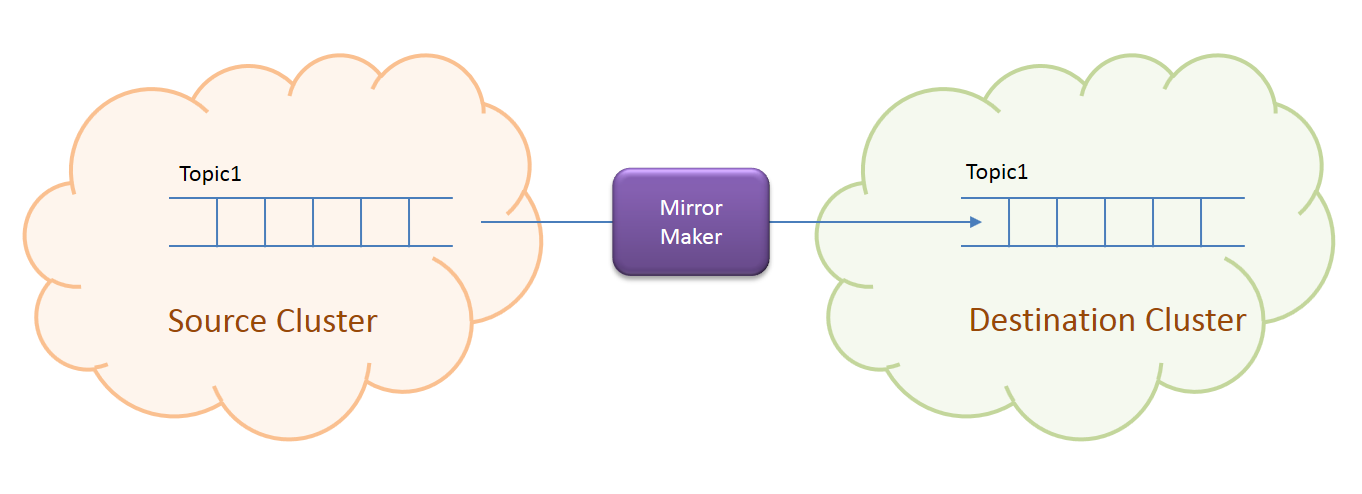 Topic1
Source Cluster
Mirror
Maker
Topic1
Destination Cluster